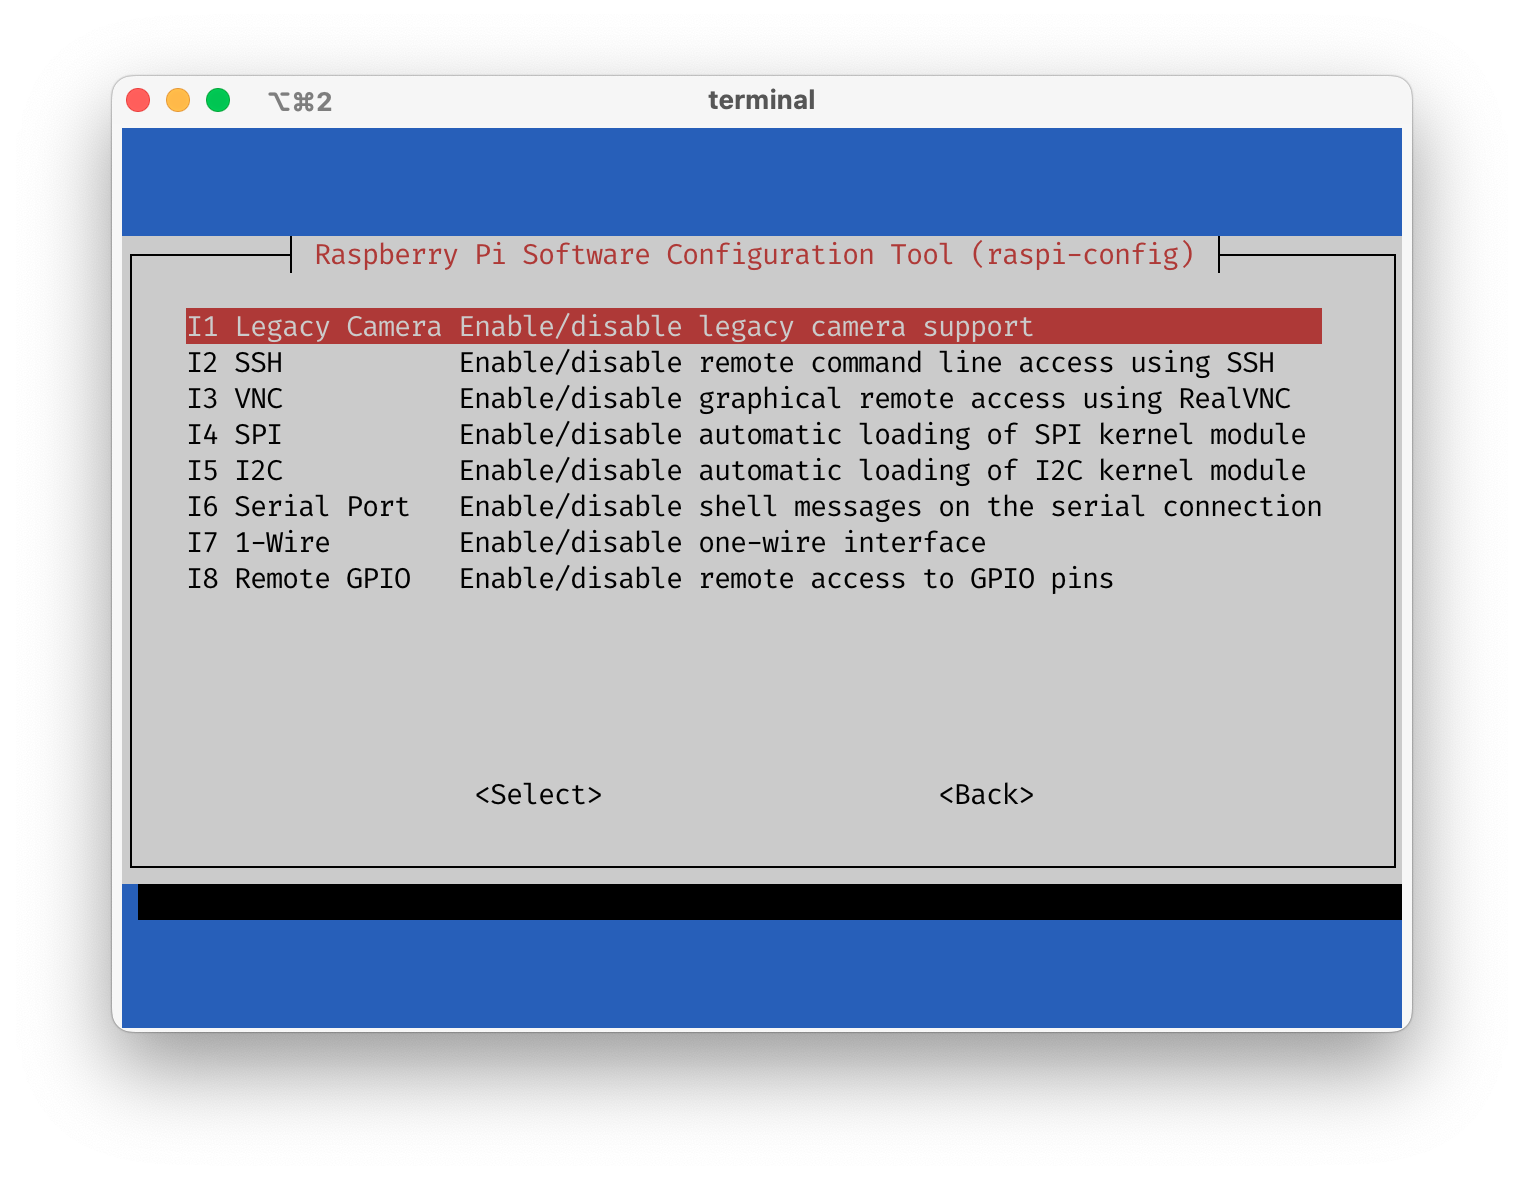 ⌥⌘2
terminal
Raspberry Pi Software Configuration Tool (raspi-config)
I1 Legacy Camera Enable/disable legacy camera support
I2 SSH Enable/disable remote command line access using SSH
I3 VNC Enable/disable graphical remote access using RealVNC
I4 SPI Enable/disable automatic loading of SPI kernel module
I5 I2C Enable/disable automatic loading of I2C kernel module
I6 Serial Port Enable/disable shell messages on the serial connection
I7 1-Wire Enable/disable one-wire interface
I8 Remote GPIO Enable/disable remote access to GPIO pins
<Select> <Back>